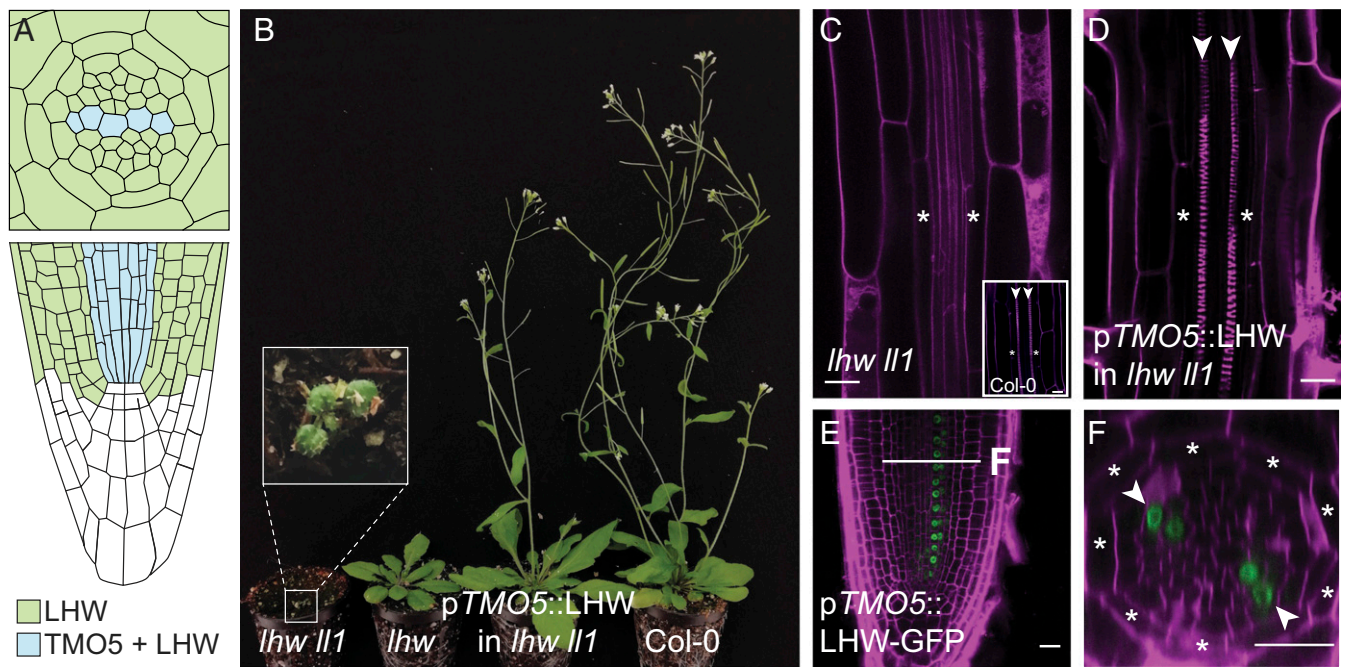 A
LHW
TMO5 + LHW
B
lhw ll1
lhw
pTMO5::LHW
in lhw ll1
Col-0
C
*
*
lhw ll1
* *
Col-0
D
*
*
pTMO5::LHW
in lhw ll1
E
F
pTMO5::
LHW-GFP
F
*
*
*
*
*
*
*
*
*